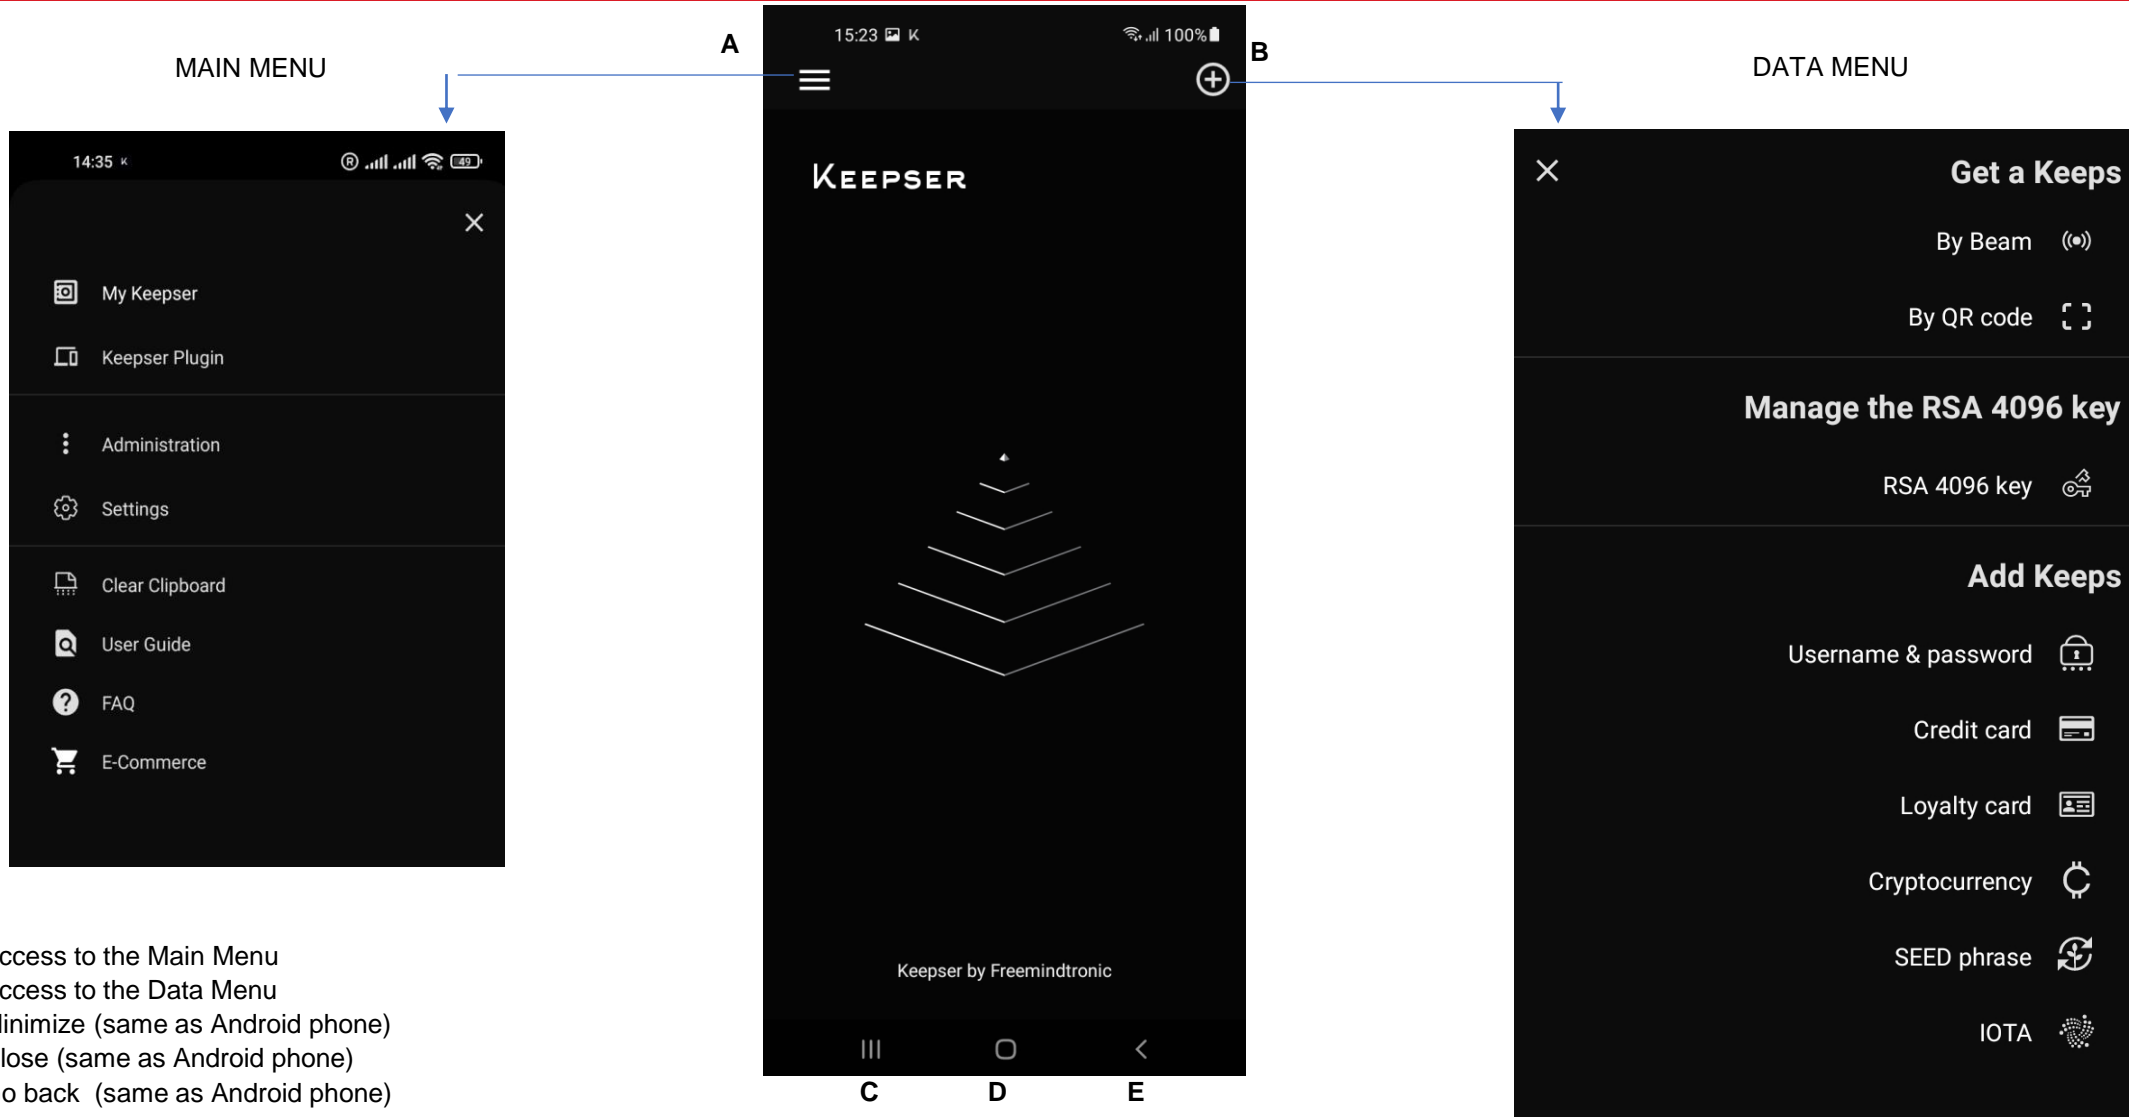 MAIN MENU
14:35 K
R
49
My Keepser
Keepser Plugin
Administration
Settings
Clear Clipboard
User Guide
FAQ
E-Commerce
ccess to the Main Menu
ccess to the Data Menu
inimize (same as Android phone)
lose (same as Android phone)
o back (same as Android phone)
A
15:23 K
100%
B
KEEPSER
Keepser by Freemindtronic
C D E
DATA MENU
Get a Keeps
By Beam
By QR code
Manage the RSA 4096 key
RSA 4096 key
Add Keeps
Username & password
Credit card
Loyalty card
Cryptocurrency
SEED phrase
IOTA